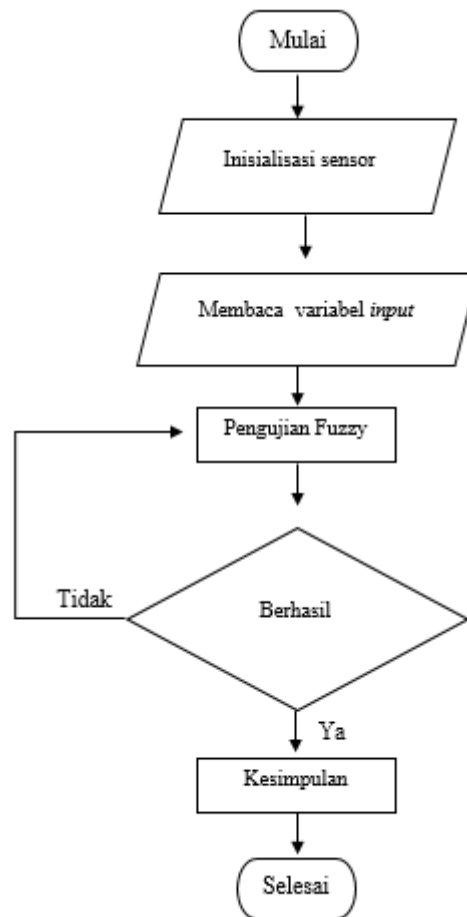 Mulai
Inisialisasi sensor
Membaca variabel input
Pengujian Fuzzy
Berhasil
Tidak
Ya
Kesimpulan
Selesai